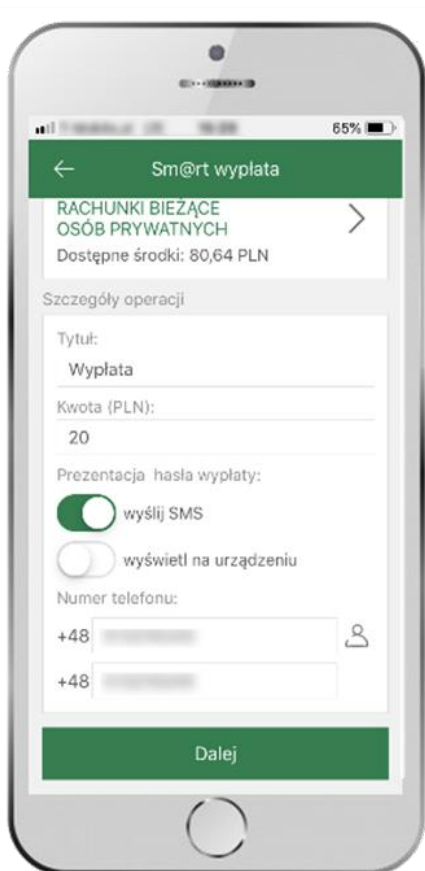 65%
Sm@rt wypłata
RACHUNKI BIEŻĄCE
OSÓB PRYWATNYCH
Dostępne środki: 80,64 PLN
Szczegóły operacji
Tytuł:
Wypłata
Kwota (PLN):
20
Prezentacja hasła wypłaty:
wyślij SMS
wyświetl na urządzeniu
Numer telefonu:
+48
+48
Dalej